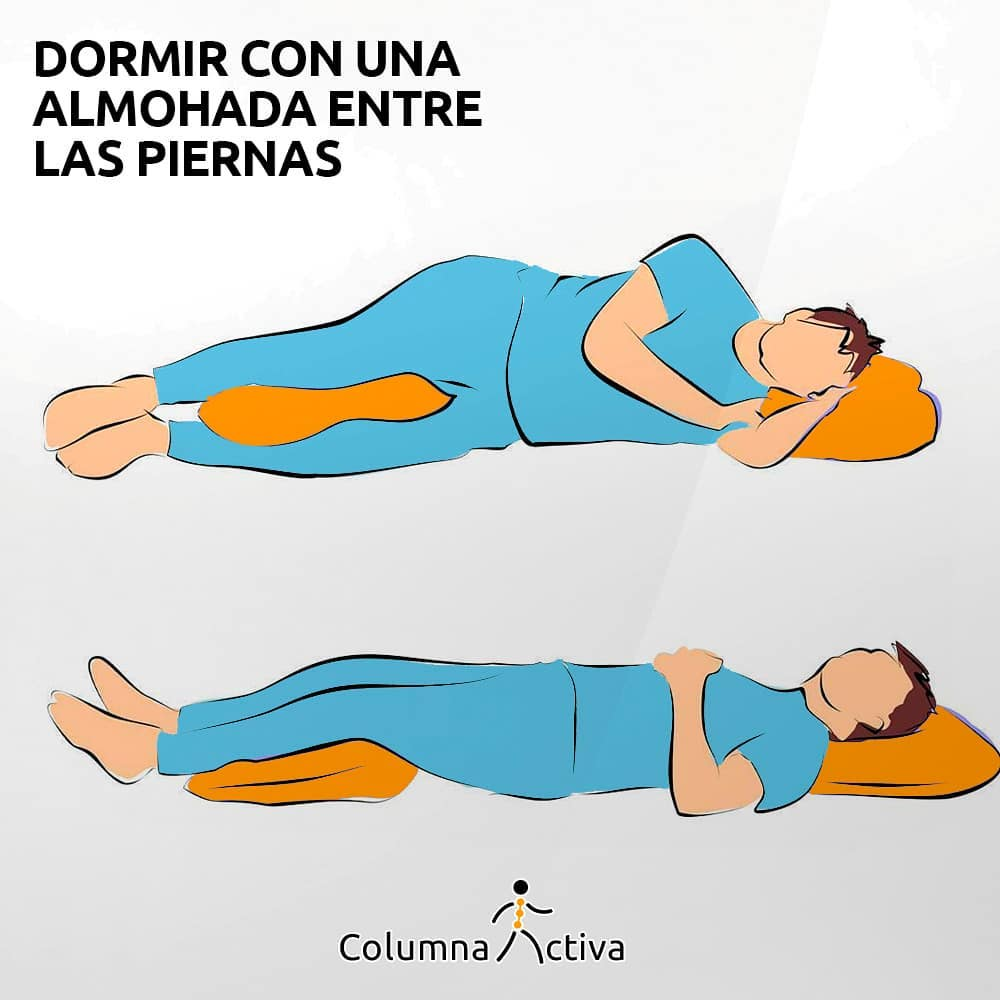 DORMIR CON UNA
ALMOHADA ENTRE
LAS PIERNAS
Columna Activa